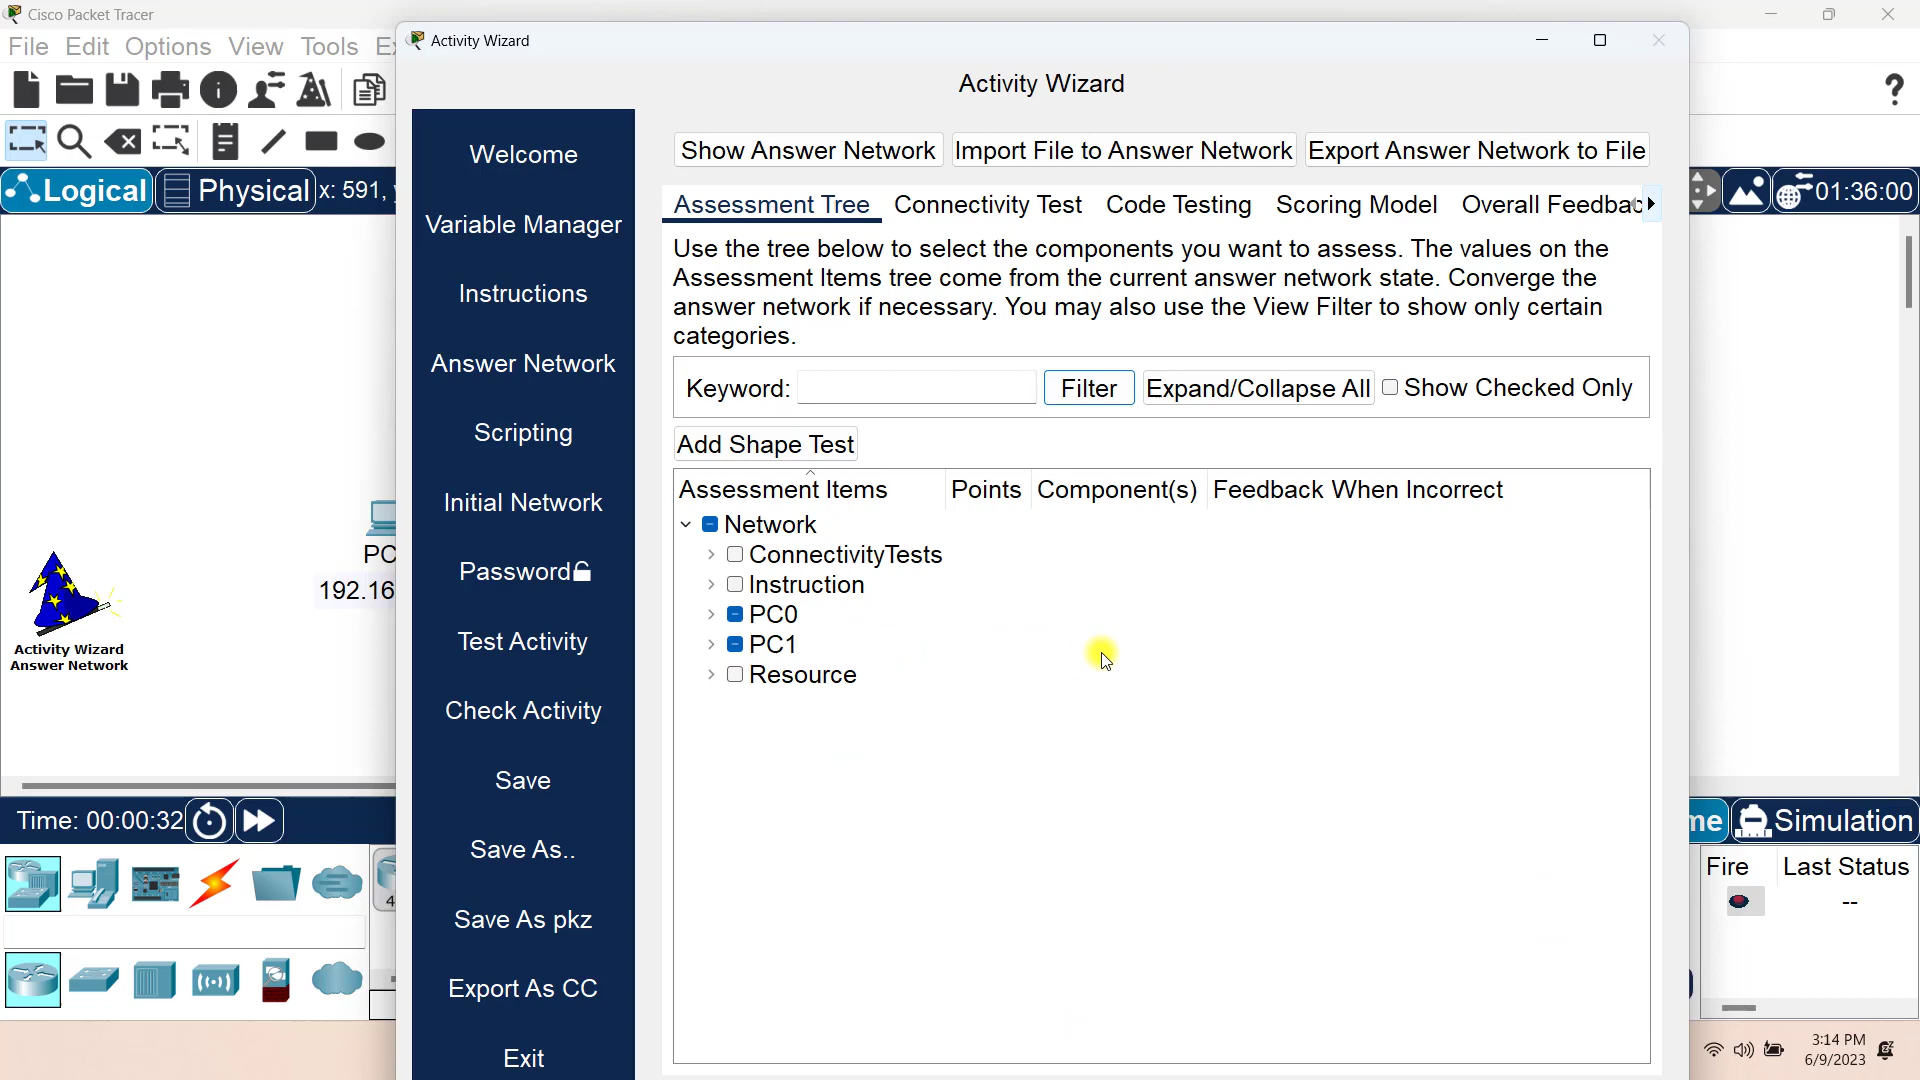 Cisco Packet Tracer
File Edit Options View Tools
Activity Wizard
Activity Wizard
Logical
Physical
x: 591,
01:36:00
Welcome
Variable Manager
Instructions
Answer Network
Scripting
Initial Network
Password
Test Activity
Check Activity
Save
Save As..
Save As pkz
Export As CC
Exit
Show Answer Network
Import File to Answer Network
Export Answer Network to File
Assessment Tree
Connectivity Test
Code Testing
Scoring Model
Overall Feedbac
Use the tree below to select the components you want to assess. The values on the
Assessment Items tree come from the current answer network state. Converge the
answer network if necessary. You may also use the View Filter to show only certain
categories.
Keyword:
Filter
Expand/Collapse All
Show Checked Only
Add Shape Test
Assessment Items
Points
Component(s)
Feedback When Incorrect
Network
ConnectivityTests
Instruction
PC0
PC1
Resource
PC
192.16
Activity Wizard
Answer Network
Time: 00:00:32
me
Simulation
Fire
Last Status
--
3:14 PM
6/9/2023